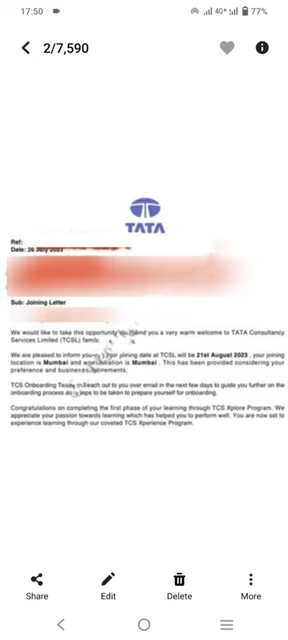 17:50
4G+
77%
2/7,590
TATA
Ref:
Date: 26 July 2023
Sub: Joining Letter
We would like to take this opportunity to extend you a very warm welcome to TATA Consultancy
Services Limited (TCSL) family.
We are pleased to inform you that your joining date at TCSL will be 21st August 2023 , your joining
location is Mumbai and work location is Mumbai . This has been provided considering your
preference and business requirements.
TCS Onboarding Team will reach out to you over email in the next few days to guide you further on the
onboarding process and steps to be taken to prepare yourself for onboarding.
Congratulations on completing the first phase of your learning through TCS Xplore Program. We
appreciate your passion towards learning which has helped you to perform well. You are now set to
experience learning through our coveted TCS Xperience Program.
Share
Edit
Delete
More